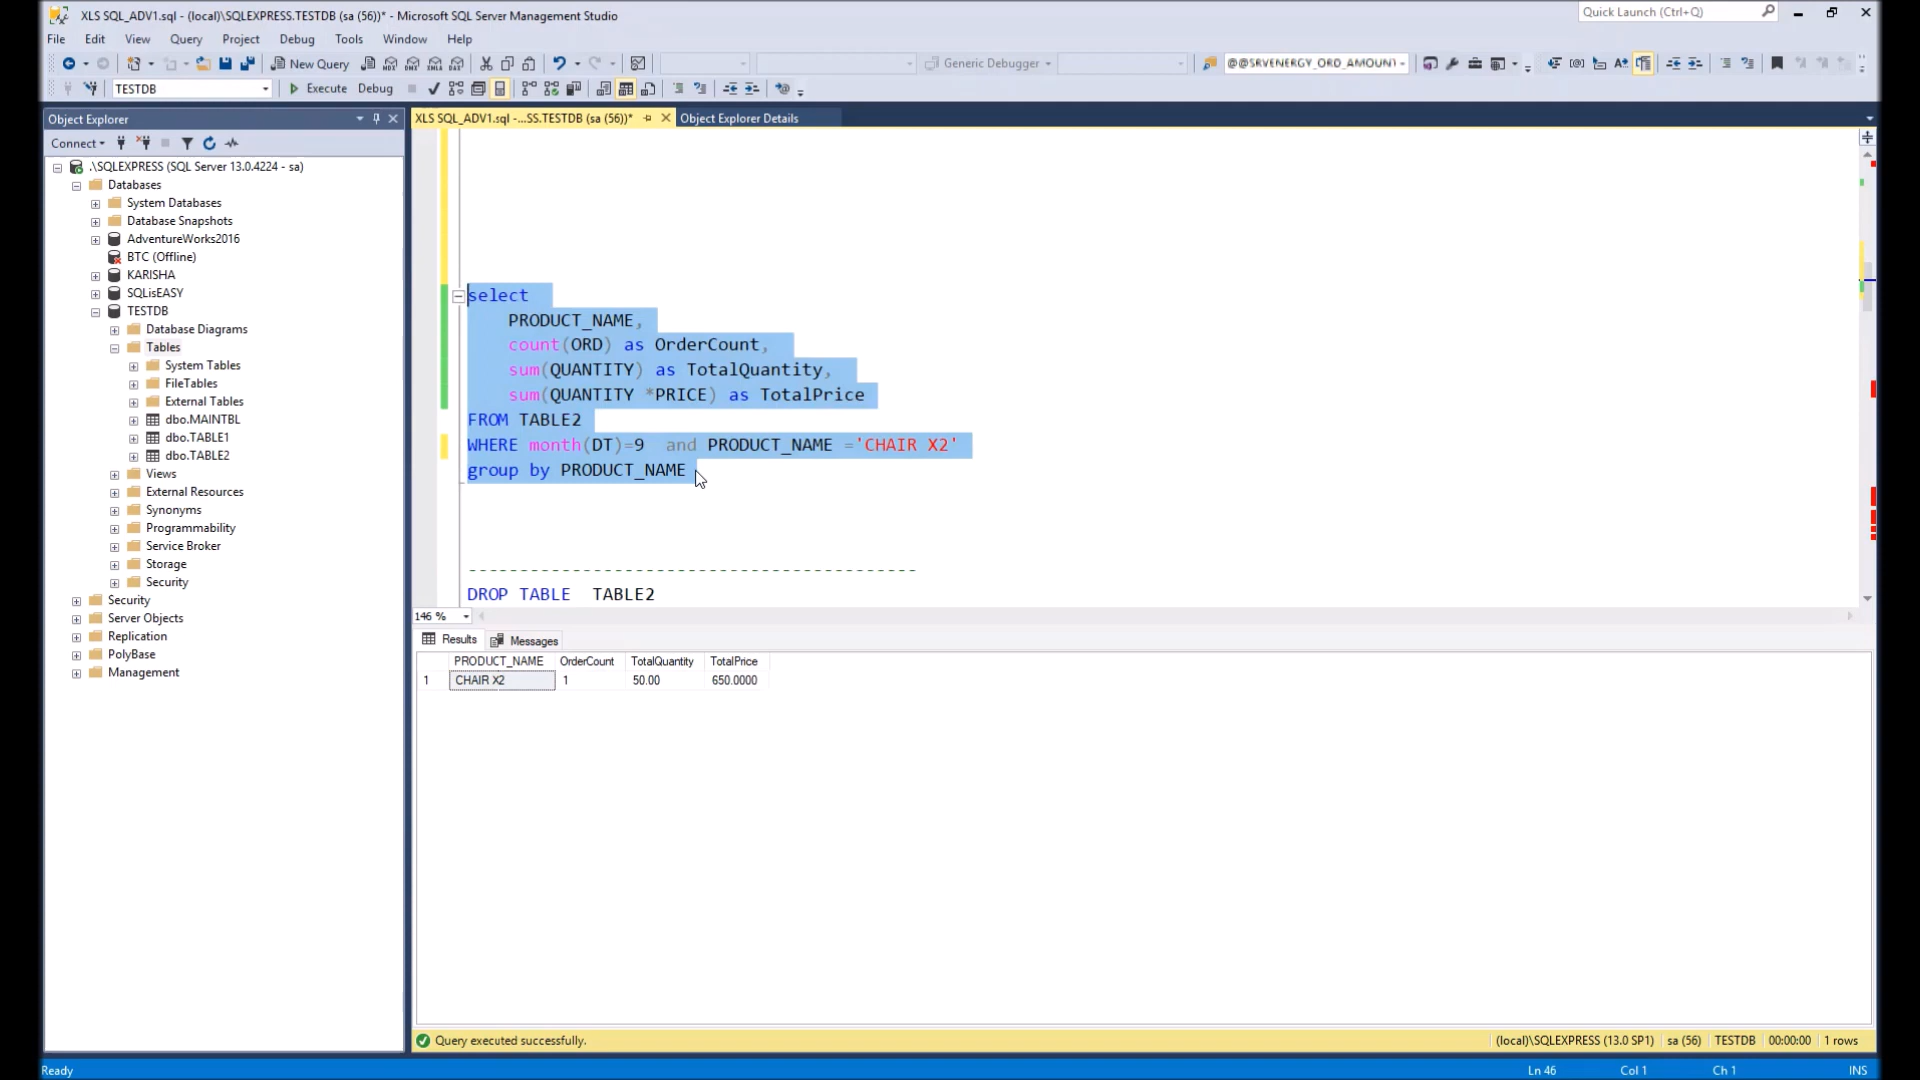 XLS SQL_ADV1.sql - (local)\SQLEXPRESS.TESTDB (sa (56))* - Microsoft SQL Server Management Studio
Quick Launch (Ctrl+Q)
File Edit View Query Project Debug Tools Window Help
New Query
Generic Debugger
@@SRVENERGY_ORD_AMOUNT
TESTDB
Execute Debug
Object Explorer
XLS SQL_ADV1.sql -...SS.TESTDB (sa (56))*
Object Explorer Details
Connect
.\SQLEXPRESS (SQL Server 13.0.4224 - sa)
Databases
System Databases
Database Snapshots
AdventureWorks2016
BTC (Offline)
KARISHA
SQLisEASY
TESTDB
Database Diagrams
Tables
System Tables
FileTables
External Tables
dbo.MAINTBL
dbo.TABLE1
dbo.TABLE2
Views
External Resources
Synonyms
Programmability
Service Broker
Storage
Security
Security
Server Objects
Replication
PolyBase
Management
select
PRODUCT_NAME,
count(ORD) as OrderCount,
sum(QUANTITY) as TotalQuantity,
sum(QUANTITY *PRICE) as TotalPrice
FROM TABLE2
WHERE month(DT)=9 and PRODUCT_NAME ='CHAIR X2'
group by PRODUCT_NAME
-------------------------------------------
DROP TABLE TABLE2
146 %
Results Messages
PRODUCT_NAME OrderCount TotalQuantity TotalPrice
1 CHAIR X2 1 50.00 650.0000
Query executed successfully.
(local)\SQLEXPRESS (13.0 SP1) sa (56) TESTDB 00:00:00 1 rows
Ready
Ln 46 Col 1 Ch 1 INS